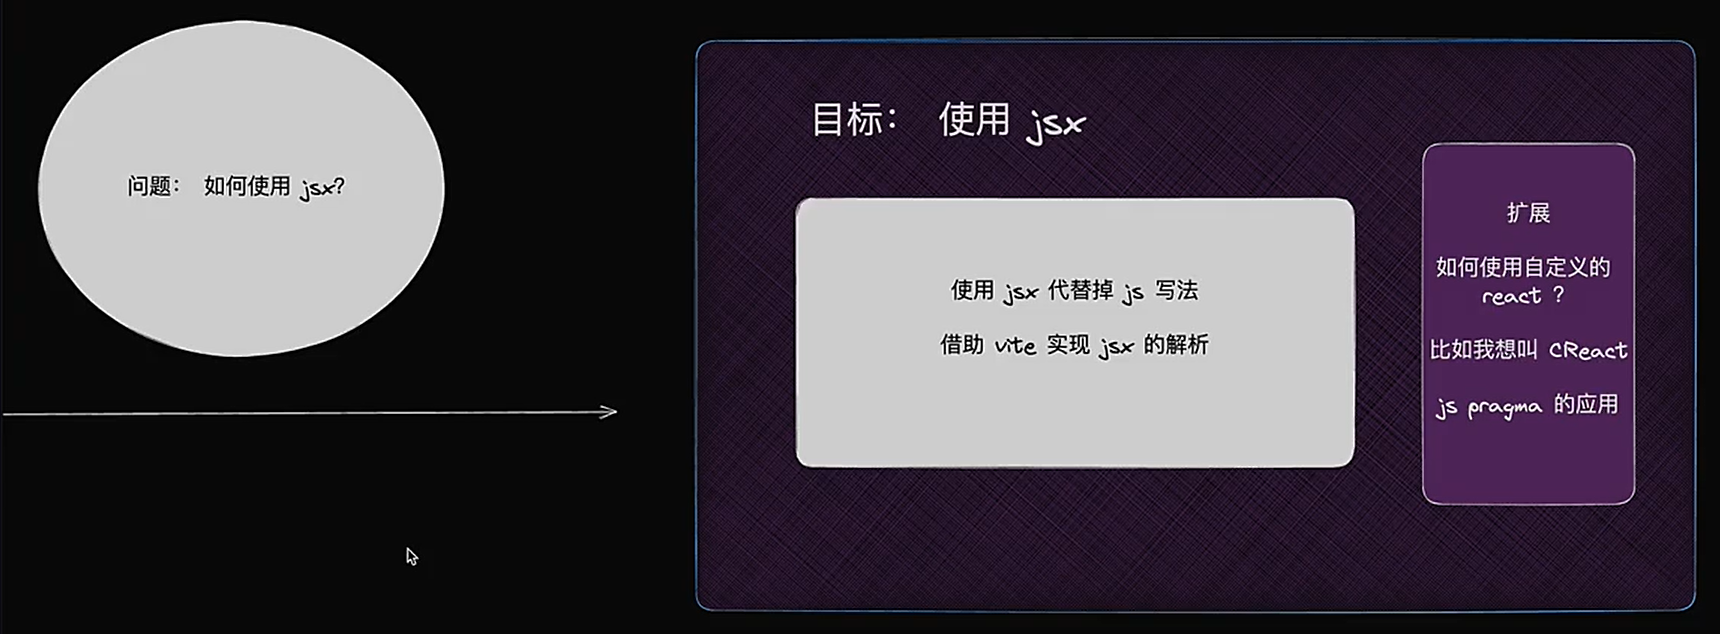 问题： 如何使用 jsx?
目标： 使用 jsx
使用 jsx 代替掉 js 写法
借助 vite 实现 jsx 的解析
扩展
如何使用自定义的
react ？
比如我想叫 CReact
js pragma 的应用